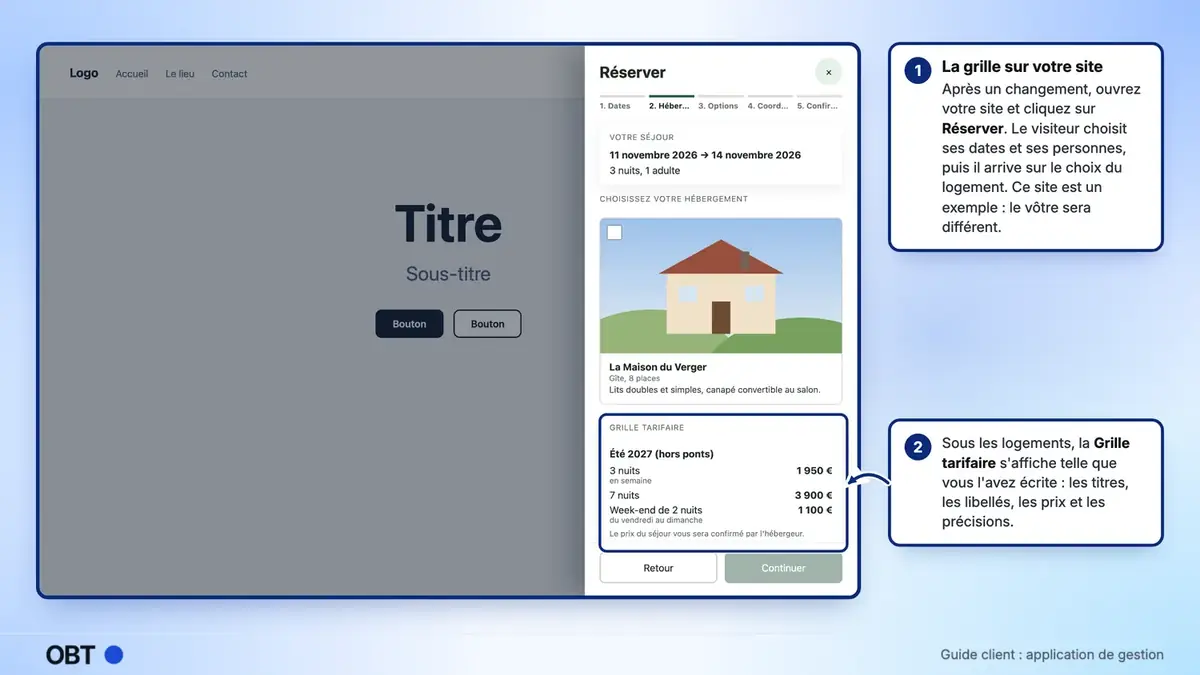 Logo Accueil Le lieu Contact
Titre
Sous-titre
Bouton Bouton
Réserver ×
1. Dates 2. Héber... 3. Options 4. Coord... 5. Confir...
VOTRE SÉJOUR
11 novembre 2026 → 14 novembre 2026
3 nuits, 1 adulte
CHOISISSEZ VOTRE HÉBERGEMENT
La Maison du Verger
Gîte, 8 places
Lits doubles et simples, canapé convertible au salon.
GRILLE TARIFAIRE
Été 2027 (hors ponts)
3 nuits 1 950 €
en semaine
7 nuits 3 900 €
Week-end de 2 nuits 1 100 €
du vendredi au dimanche
Le prix du séjour vous sera confirmé par l'hébergeur.
Retour Continuer
1 La grille sur votre site
Après un changement, ouvrez
votre site et cliquez sur
Réserver. Le visiteur choisit
ses dates et ses personnes,
puis il arrive sur le choix du
logement. Ce site est un
exemple : le vôtre sera
différent.
2 Sous les logements, la Grille
tarifaire s'affiche telle que
vous l'avez écrite : les titres,
les libellés, les prix et les
précisions.
OBT
Guide client : application de gestion